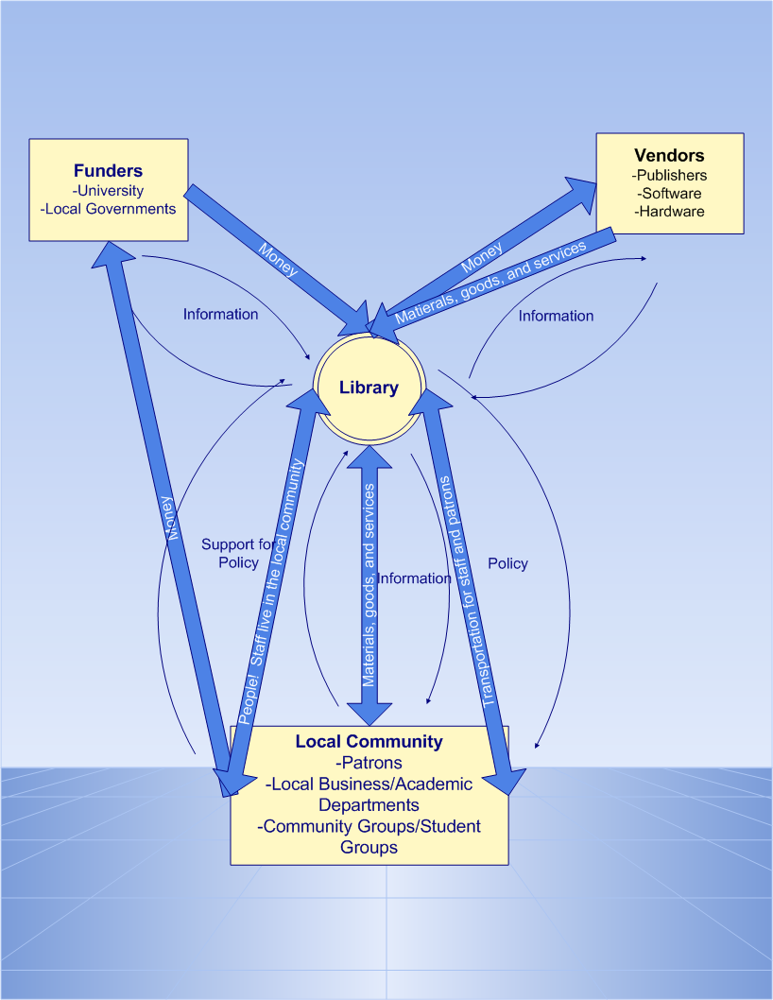 Funders
-University
-Local Governments
Vendors
-Publishers
-Software
-Hardware
Money
Money
Matierals, goods, and services
Information
Information
Library
Money
Support for
Policy
People!  Staff live in the local community
Materials, goods, and services
Information
Transportation for staff and patrons
Policy
Local Community
-Patrons
-Local Business/Academic
Departments
-Community Groups/Student
Groups